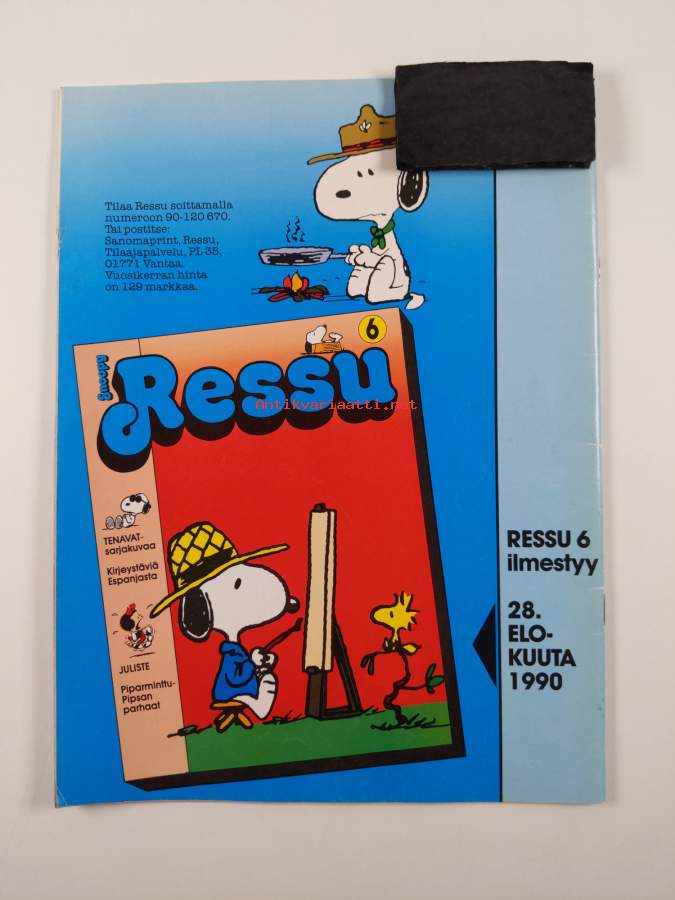 Tilaa Ressu soittamalla
numeroon 90-120 670.
Tai postitse:
Sanomaprint, Ressu,
Tilaajapalvelu, PL 35,
01771 Vantaa.
Vuosikerran hinta
on 129 markkaa.
6
Snoopy
Ressu
Antikvariaatti.net
TENAVAT-
sarjakuvaa
Kirjeystäviä
Espanjasta
JULISTE
Piparminttu-
Pipsan
parhaat
RESSU 6
ilmestyy
28.
ELO-
KUUTA
1990